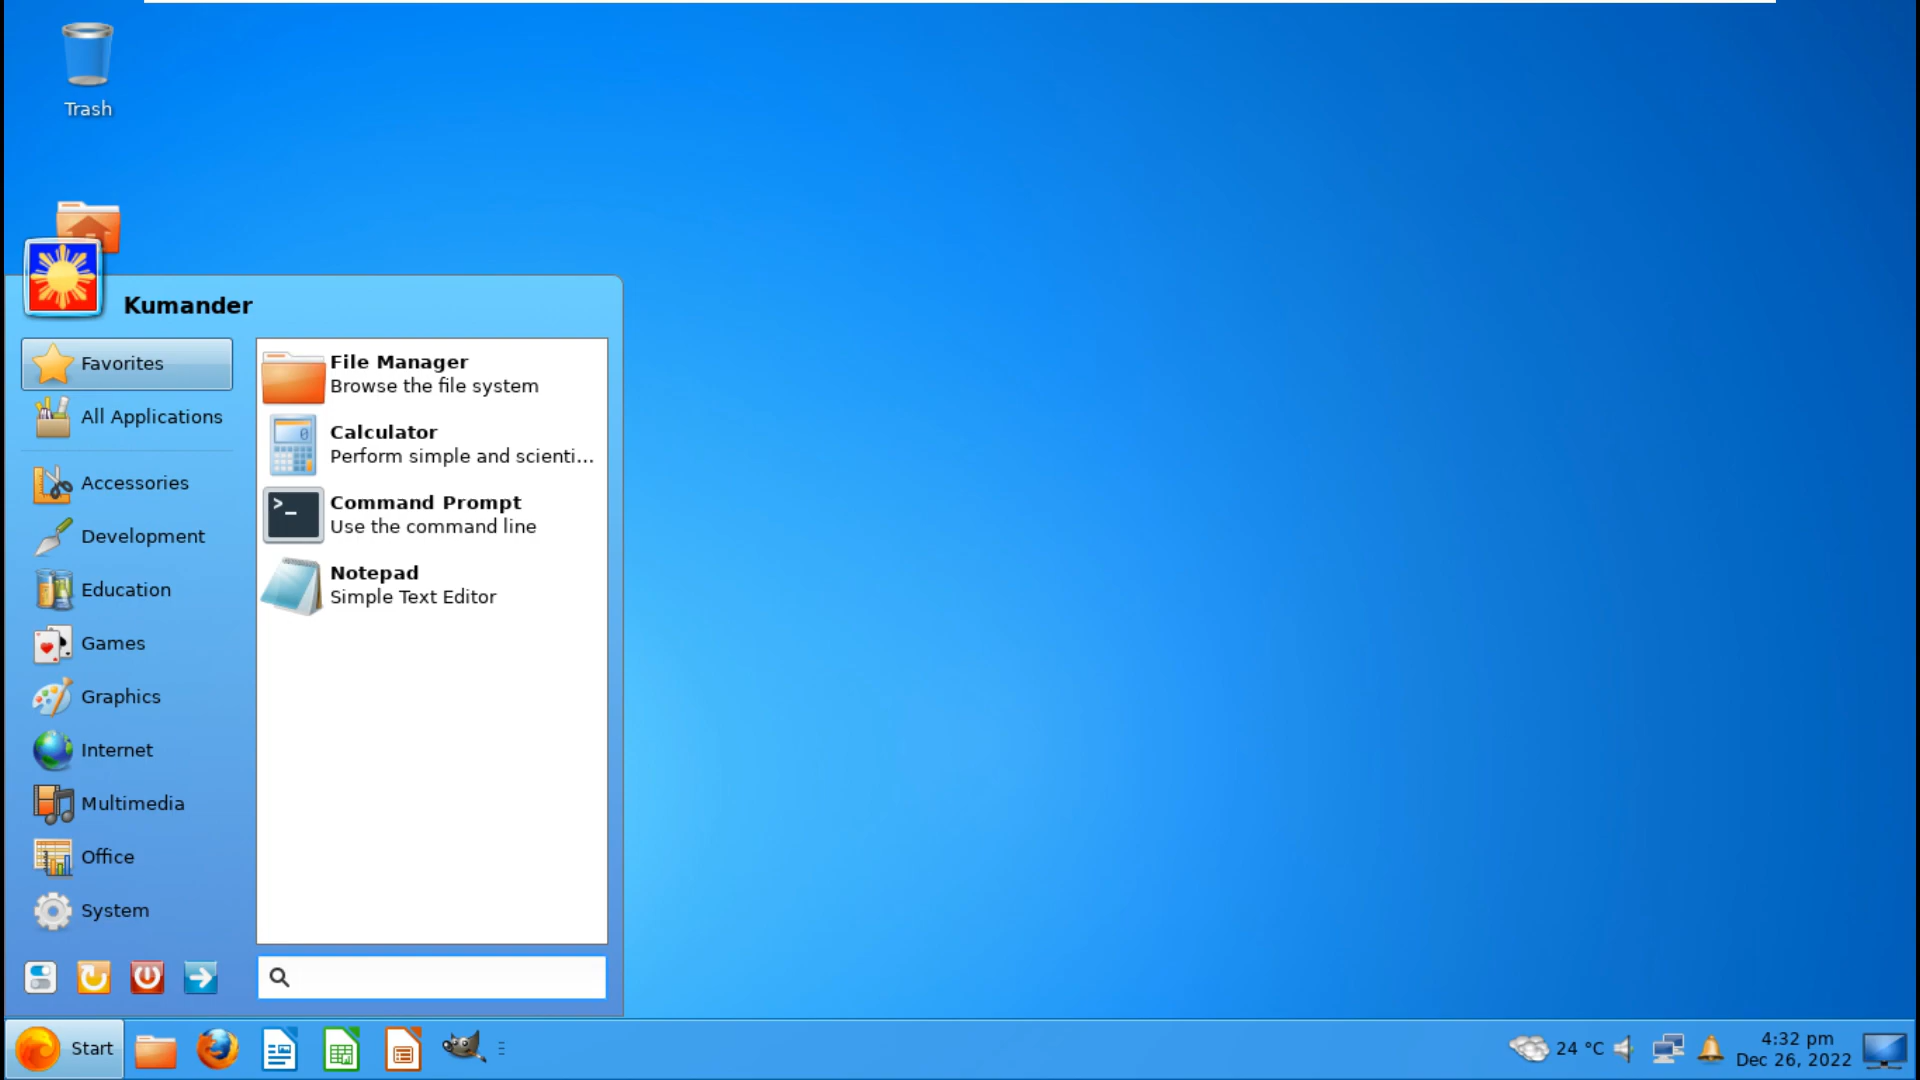 Trash
Kumander
Favorites
All Applications
Accessories
Development
Education
Games
Graphics
Internet
Multimedia
Office
System
File Manager
Browse the file system
Calculator
Perform simple and scienti...
Command Prompt
Use the command line
Notepad
Simple Text Editor
Start
24 °C
4:32 pm
Dec 26, 2022